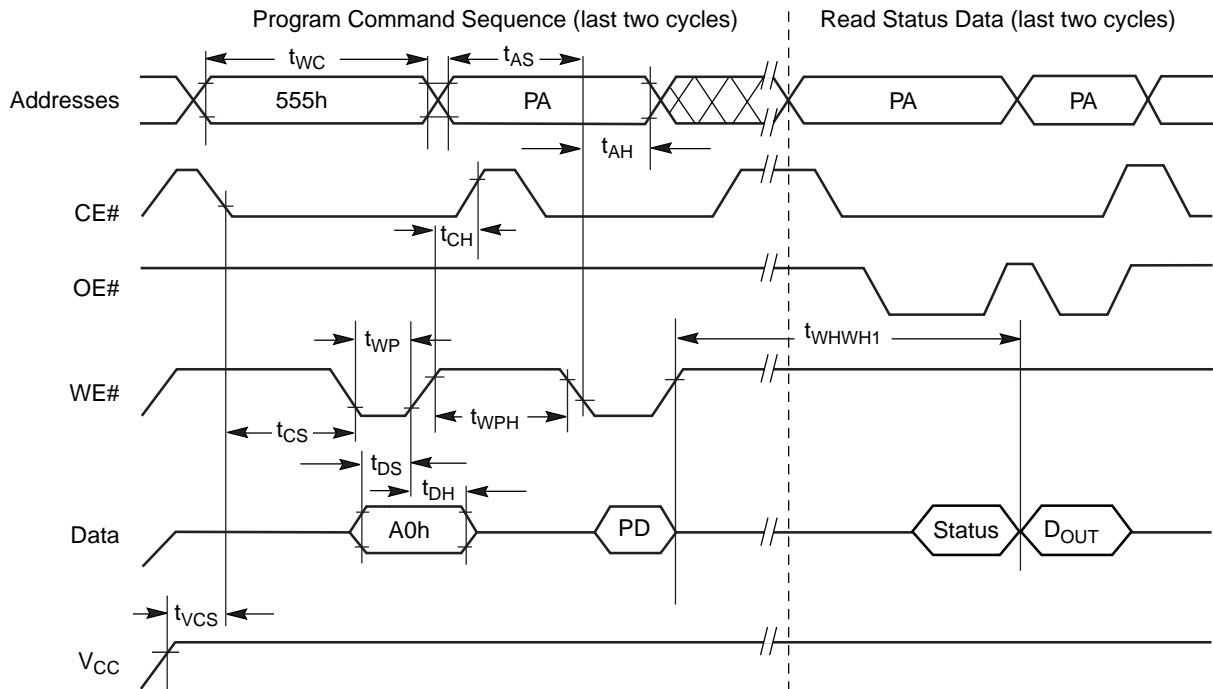 Program Command Sequence (last two cycles)
Read Status Data (last two cycles)
tWC
tAS
Addresses
555h
PA
PA
PA
tAH
CE#
tCH
OE#
tWP
tWHWH1
WE#
tCS
tWPH
tDS
tDH
Data
A0h
PD
Status
DOUT
tVCS
VCC